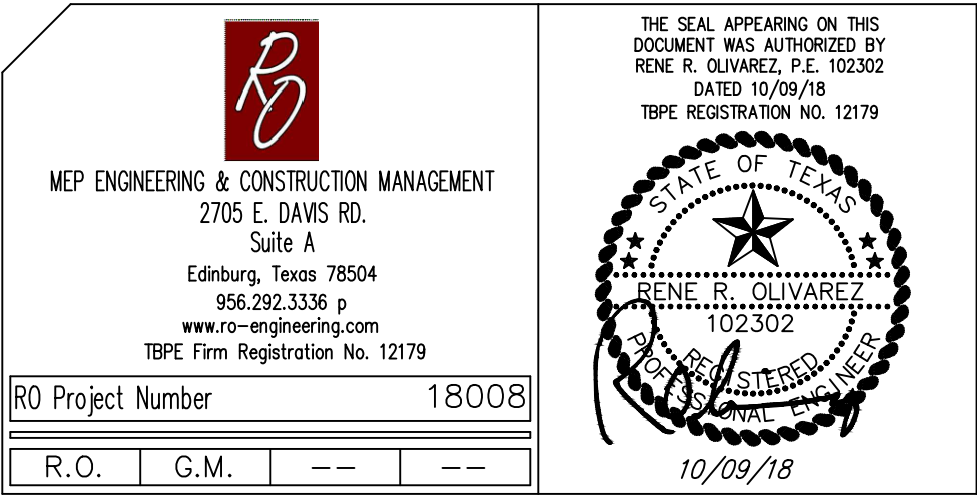 RO
MEP ENGINEERING & CONSTRUCTION MANAGEMENT
2705 E. DAVIS RD.
Suite A
Edinburg, Texas 78504
956.292.3336 p
www.ro-engineering.com
TBPE Firm Registration No. 12179
RO Project Number 18008
R.O. G.M. -- --
THE SEAL APPEARING ON THIS
DOCUMENT WAS AUTHORIZED BY
RENE R. OLIVAREZ, P.E. 102302
DATED 10/09/18
TBPE REGISTRATION NO. 12179
STATE OF TEXAS
RENE R. OLIVAREZ
102302
REGISTERED
PROFESSIONAL ENGINEER
10/09/18